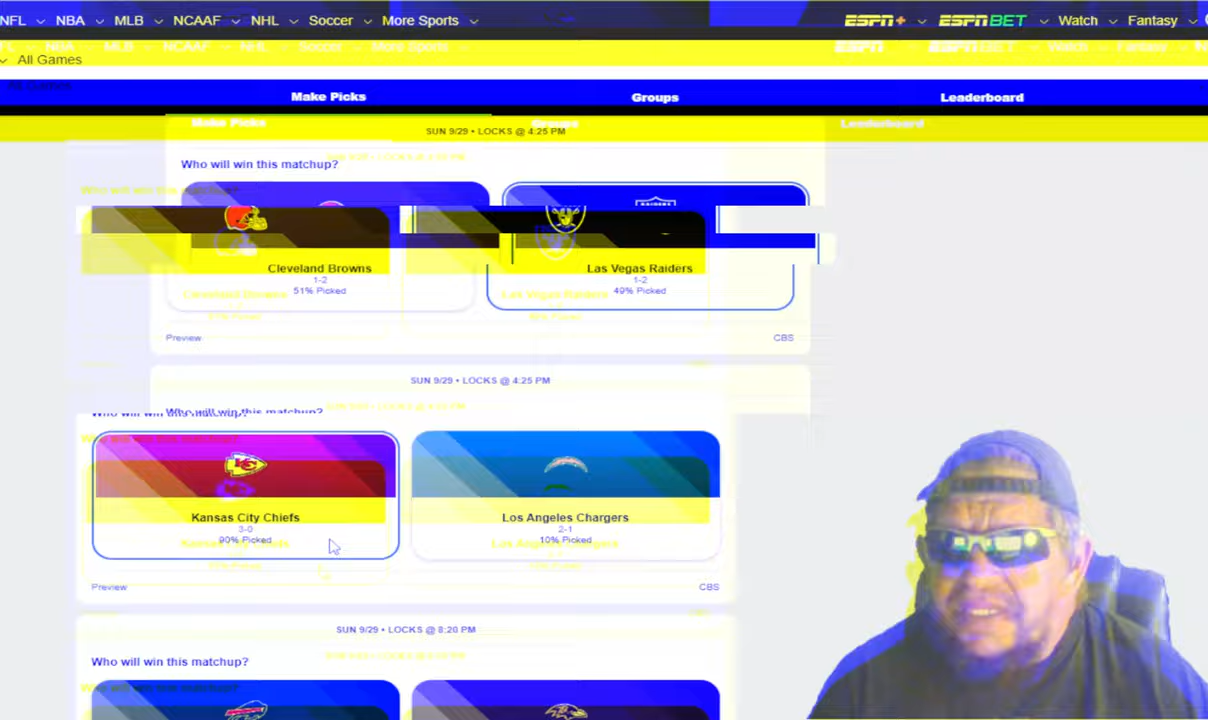 NFL NBA MLB NCAAF NHL Soccer More Sports ESPN+ ESPN BET Watch Fantasy
All Games
Make Picks Groups Leaderboard
SUN 9/29 • LOCKS @ 4:25 PM
Who will win this matchup?
RAIDERS
Cleveland Browns Las Vegas Raiders
1-2 1-2
51% Picked 49% Picked
Preview CBS
SUN 9/29 • LOCKS @ 4:25 PM
Who will win this matchup?
KC
Kansas City Chiefs Los Angeles Chargers
3-0 2-1
90% Picked 10% Picked
Preview CBS
SUN 9/29 • LOCKS @ 8:20 PM
Who will win this matchup?